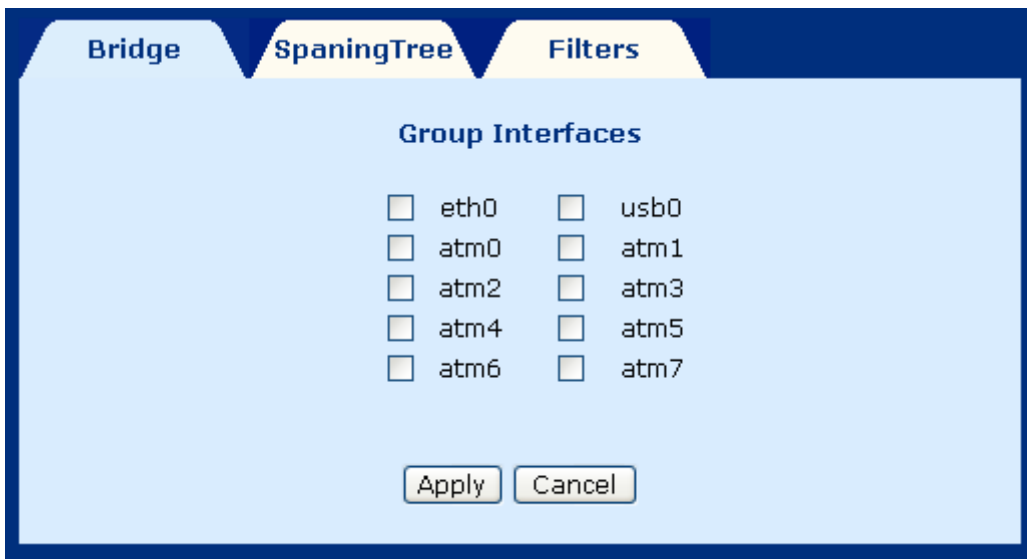 Bridge SpaningTree Filters
Group Interfaces
eth0 usb0
atm0 atm1
atm2 atm3
atm4 atm5
atm6 atm7
Apply Cancel